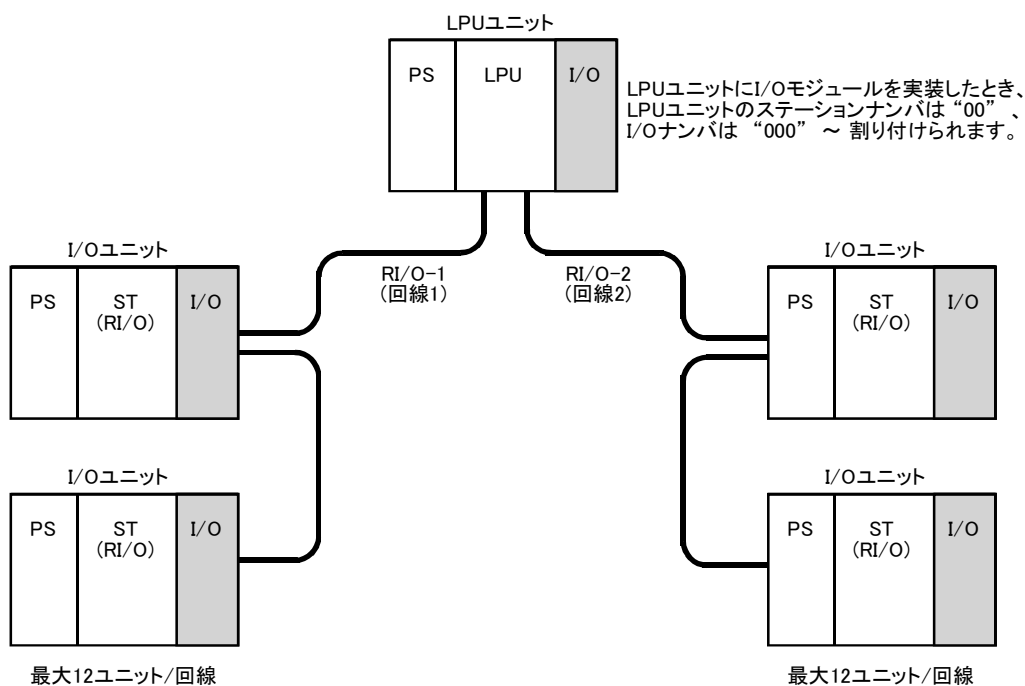 LPUユニット
PS
LPU
I/O
LPUユニットにI/Oモジュールを実装したとき、
LPUユニットのステーションナンバは“00”、
I/Oナンバは “000” ～ 割り付けられます。
I/Oユニット
PS
ST
(RI/O)
I/O
RI/O-1
(回線1)
RI/O-2
(回線2)
I/Oユニット
PS
ST
(RI/O)
I/O
I/Oユニット
PS
ST
(RI/O)
I/O
I/Oユニット
PS
ST
(RI/O)
I/O
最大12ユニット/回線
最大12ユニット/回線